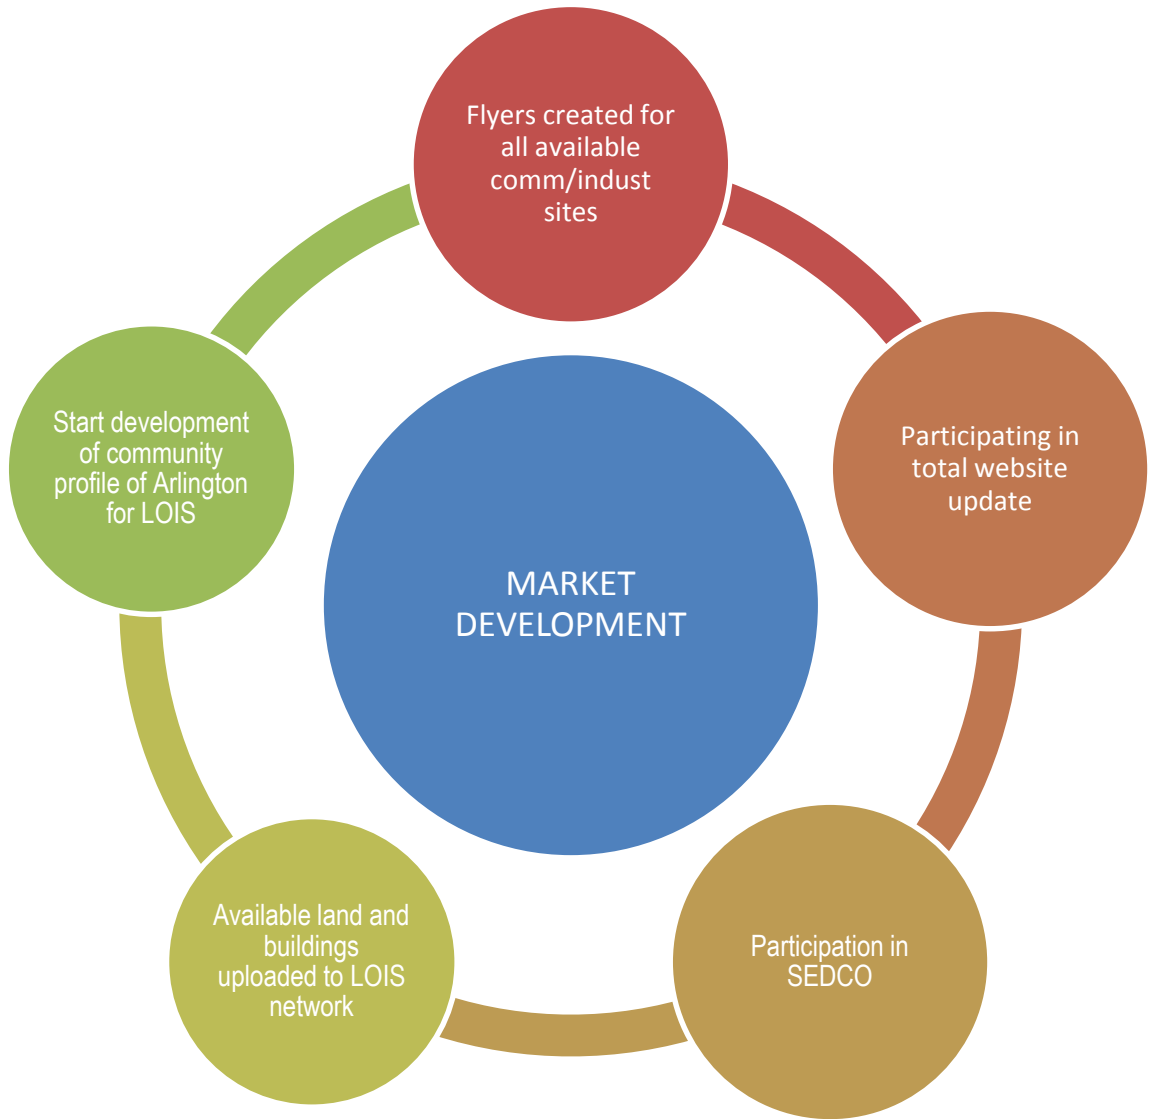 Flyers created for
all available
comm/indust
sites
Participating in
total website
update
Participation in
SEDCO
Available land and
buildings
uploaded to LOIS
network
Start development
of community
profile of Arlington
for LOIS
MARKET
DEVELOPMENT